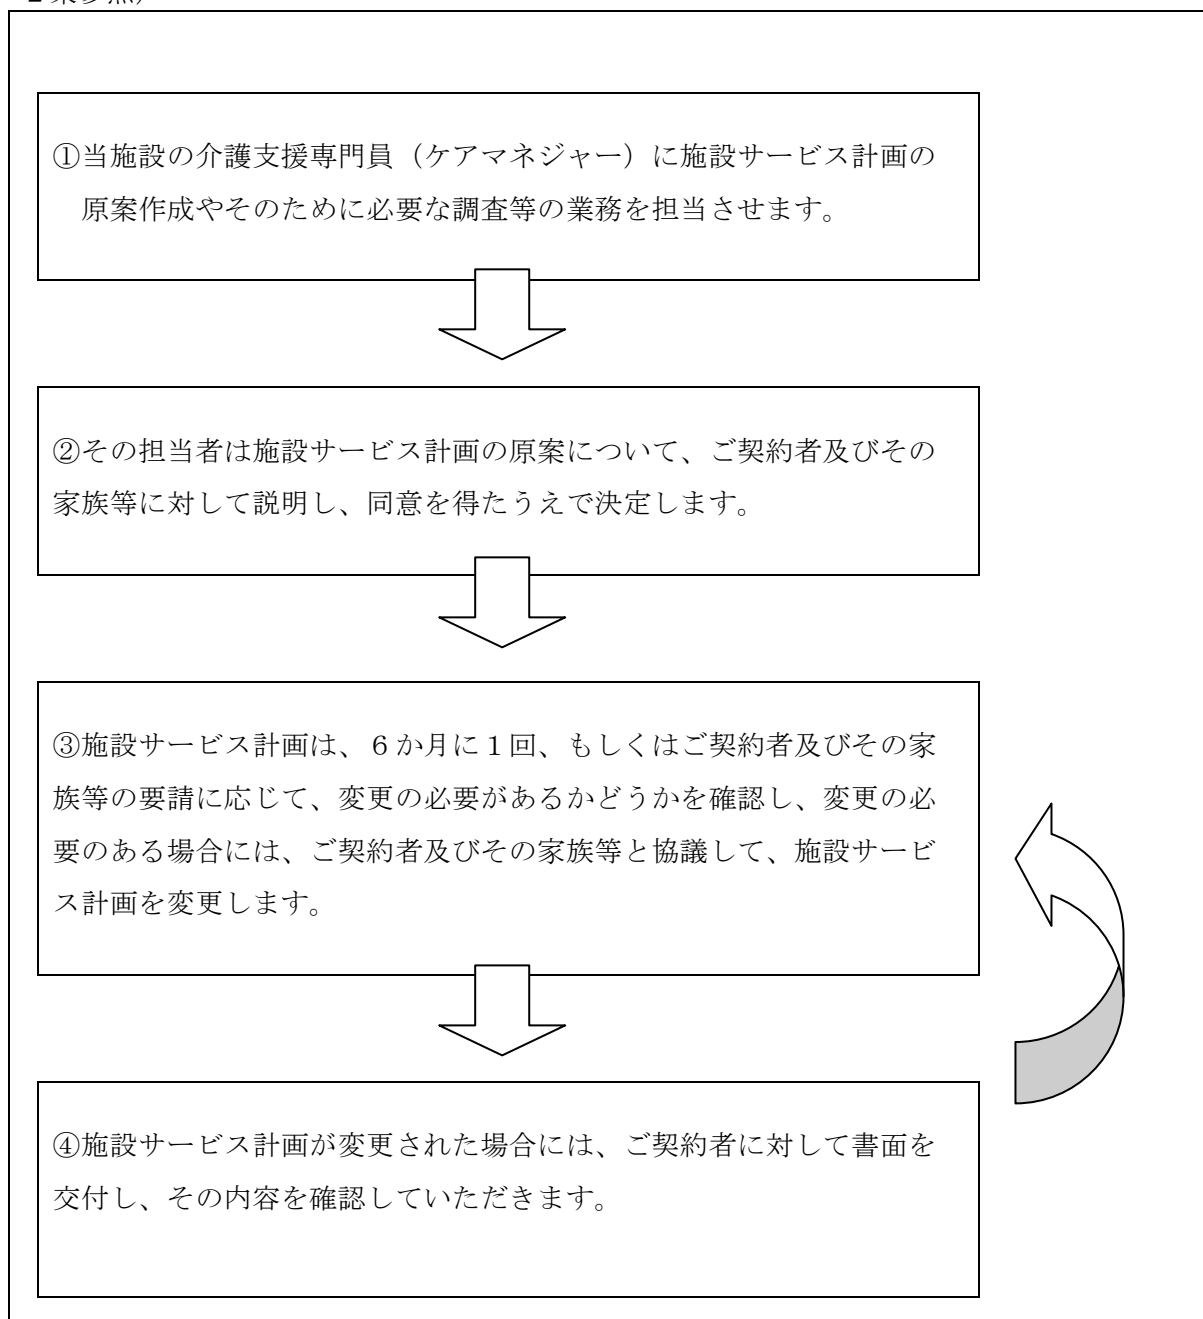 ①当施設の介護支援専門員（ケアマネジャー）に施設サービス計画の
原案作成やそのために必要な調査等の業務を担当させます。
②その担当者は施設サービス計画の原案について、ご契約者及びその
家族等に対して説明し、同意を得たうえで決定します。
③施設サービス計画は、６か月に１回、もしくはご契約者及びその家
族等の要請に応じて、変更の必要があるかどうかを確認し、変更の必
要のある場合には、ご契約者及びその家族等と協議して、施設サービ
ス計画を変更します。
④施設サービス計画が変更された場合には、ご契約者に対して書面を
交付し、その内容を確認していただきます。